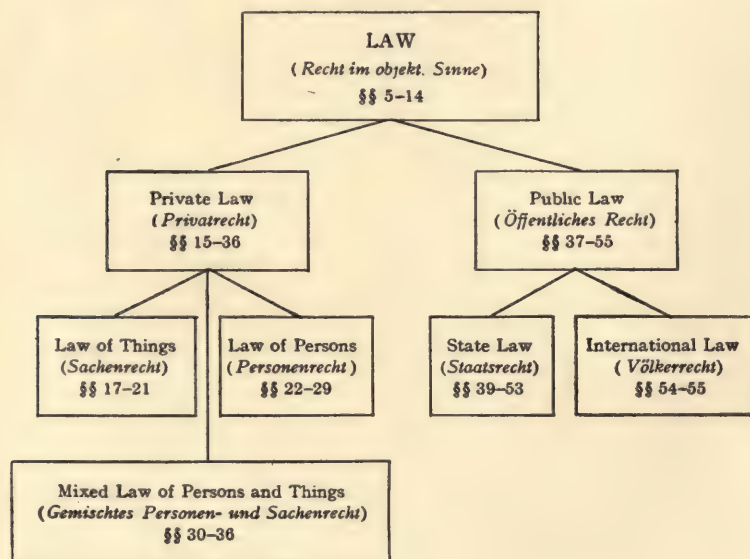 LAW
(Recht im objekt. Sinne)
§§ 5–14
Private Law
(Privatrecht)
§§ 15–36
Public Law
(Öffentliches Recht)
§§ 37–55
Law of Things
(Sachenrecht)
§§ 17–21
Law of Persons
(Personenrecht)
§§ 22–29
State Law
(Staatsrecht)
§§ 39–53
International Law
(Völkerrecht)
§§ 54–55
Mixed Law of Persons and Things
(Gemischtes Personen- und Sachenrecht)
§§ 30–36